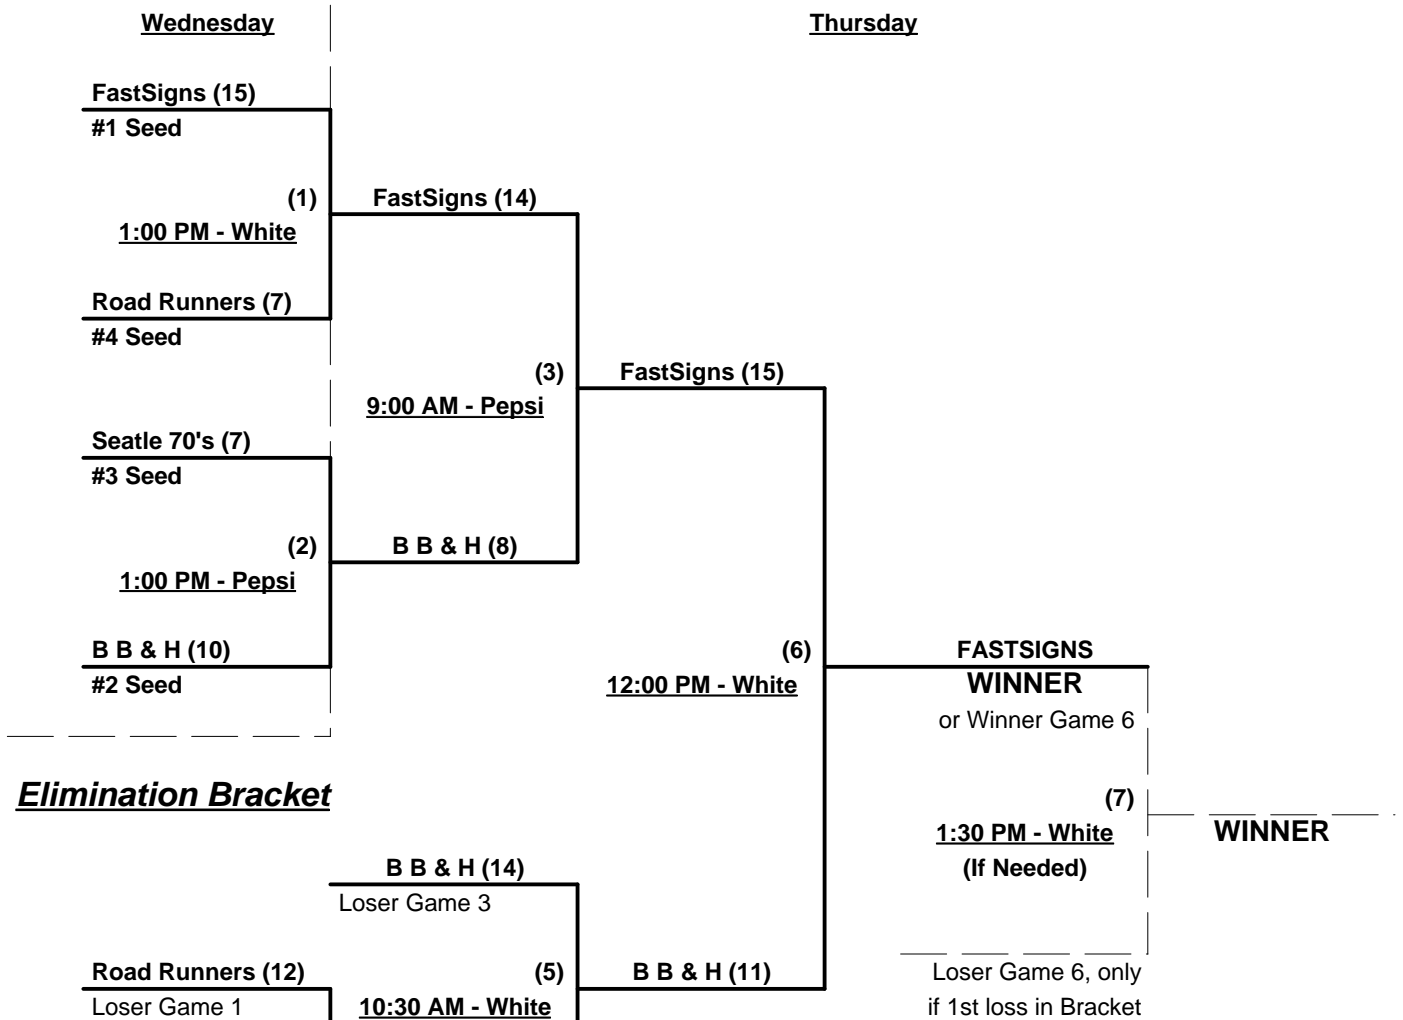 Wednesday
Thursday
FastSigns (15)
#1 Seed
(1)
FastSigns (14)
1:00 PM - White
Road Runners (7)
#4 Seed
(3)
FastSigns (15)
9:00 AM - Pepsi
Seatle 70's (7)
#3 Seed
(2)
B B & H (8)
1:00 PM - Pepsi
B B & H (10)
#2 Seed
(6)
FASTSIGNS
12:00 PM - White
WINNER
or Winner Game 6
Elimination Bracket
(7)
1:30 PM - White
WINNER
(If Needed)
B B & H (14)
Loser Game 3
Road Runners (12)
Loser Game 1
(5)
B B & H (11)
10:30 AM - White
Loser Game 6, only
if 1st loss in Bracket